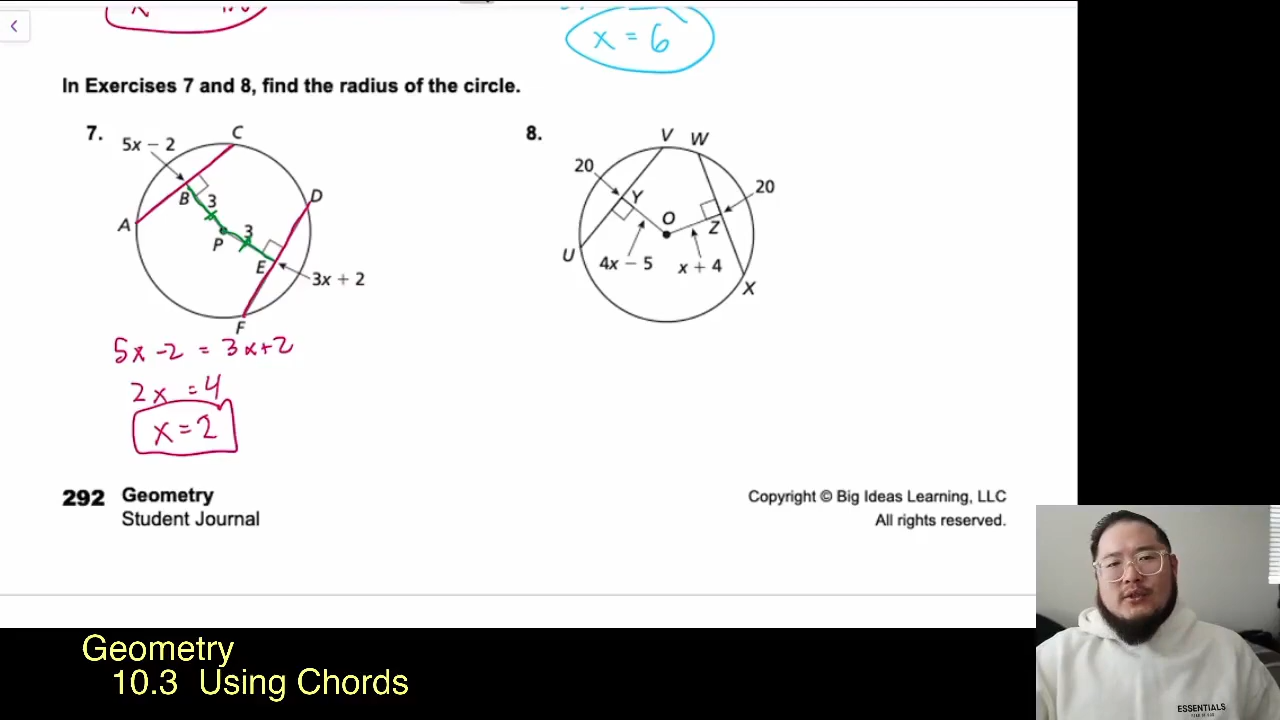 x = 6
In Exercises 7 and 8, find the radius of the circle.
7.
5x − 2
C
D
B
3
A
P
3
E
3x + 2
F
5x - 2 = 3x + 2
2x = 4
x = 2
8.
V W
20
20
Y
O
Z
U
4x − 5
x + 4
X
292 Geometry
Student Journal
Copyright © Big Ideas Learning, LLC
All rights reserved.
Geometry
10.3 Using Chords
ESSENTIALS